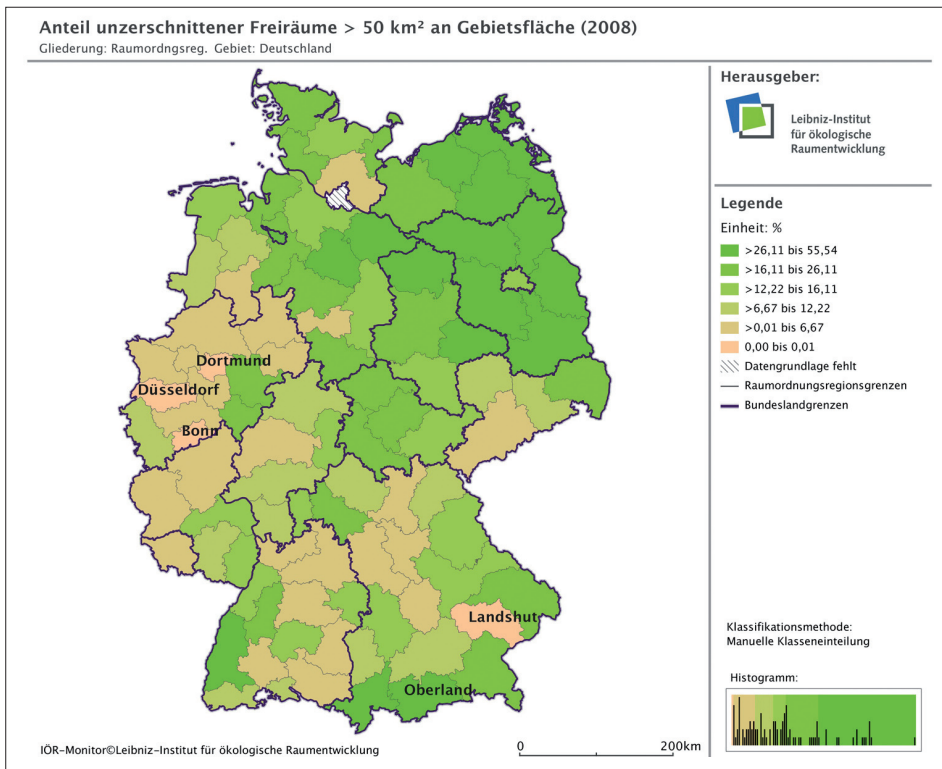 Anteil unzerschnittener Freiräume > 50 km² an Gebietsfläche (2008)
Gliederung: Raumordngsreg. Gebiet: Deutschland
Dortmund
Düsseldorf
Bonn
Landshut
Oberland
IÖR-Monitor©Leibniz-Institut für ökologische Raumentwicklung
0 200km
Herausgeber:
Leibniz-Institut
für ökologische
Raumentwicklung
Legende
Einheit: %
>26,11 bis 55,54
>16,11 bis 26,11
>12,22 bis 16,11
>6,67 bis 12,22
>0,01 bis 6,67
0,00 bis 0,01
Datengrundlage fehlt
Raumordnungsregionsgrenzen
Bundeslandgrenzen
Klassifikationsmethode:
Manuelle Klasseneinteilung
Histogramm: